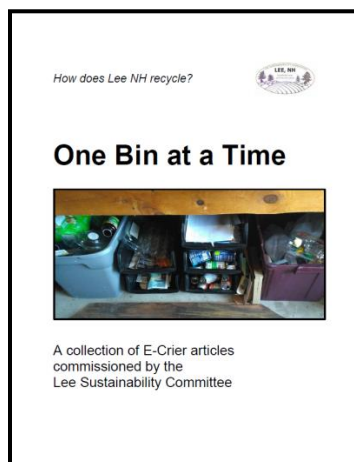 How does Lee NH recycle?
LEE, NH
One Bin at a Time
A collection of E-Crier articles
commissioned by the
Lee Sustainability Committee